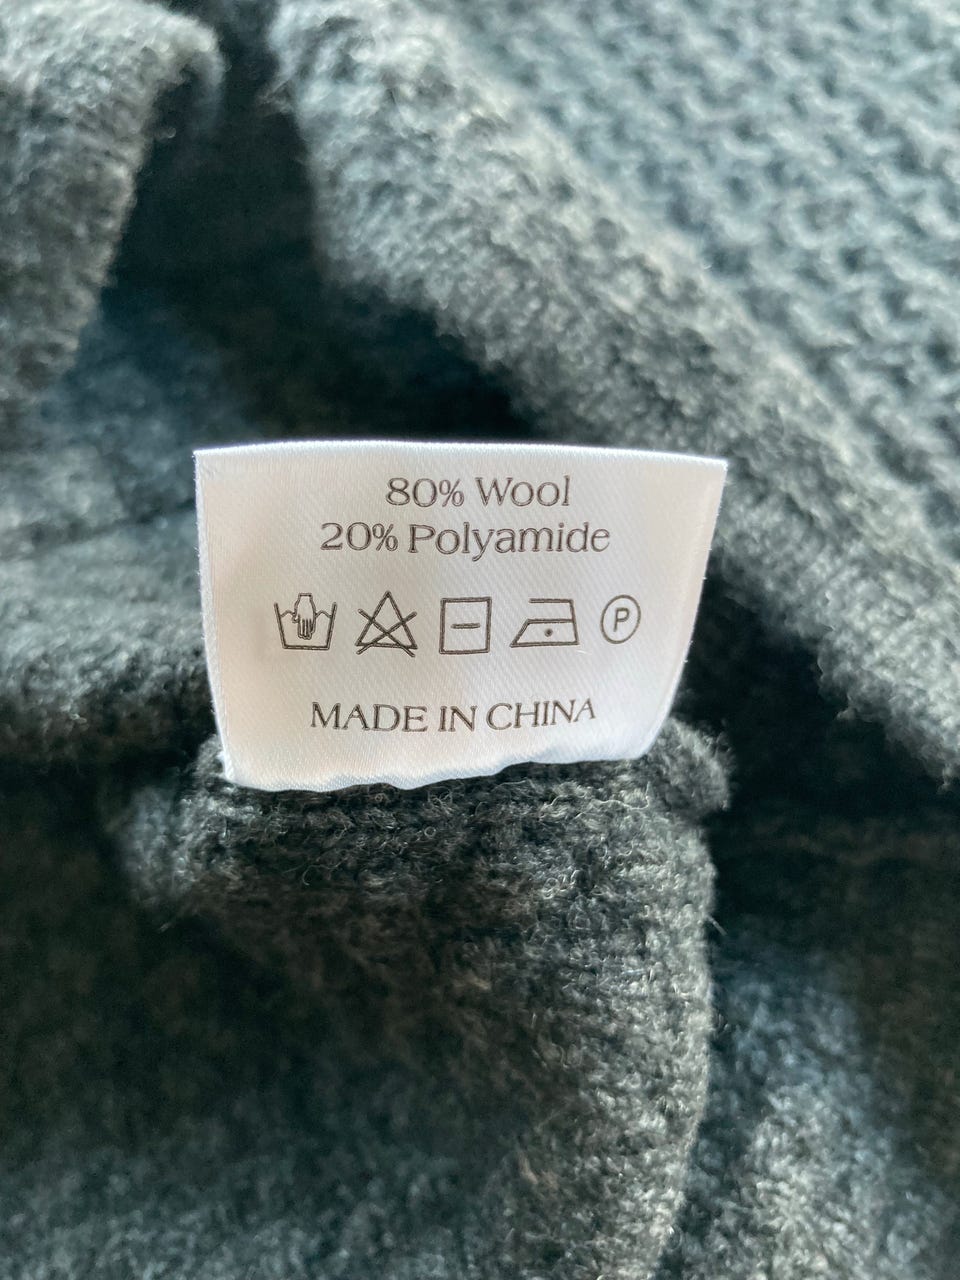 80% Wool
20% Polyamide
P
MADE IN CHINA